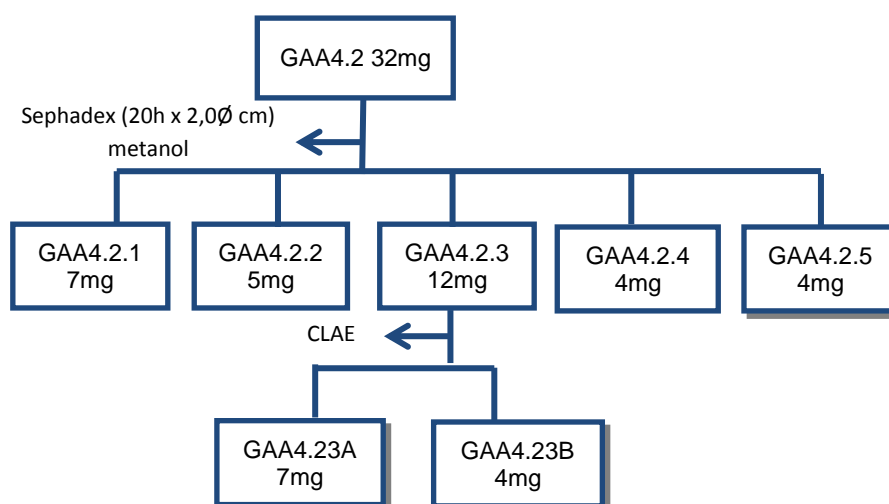 GAA4.2 32mg
Sephadex (20h x 2,0Ø cm)
metanol
GAA4.2.1
7mg
GAA4.2.2
5mg
GAA4.2.3
12mg
GAA4.2.4
4mg
GAA4.2.5
4mg
CLAE
GAA4.23A
7mg
GAA4.23B
4mg